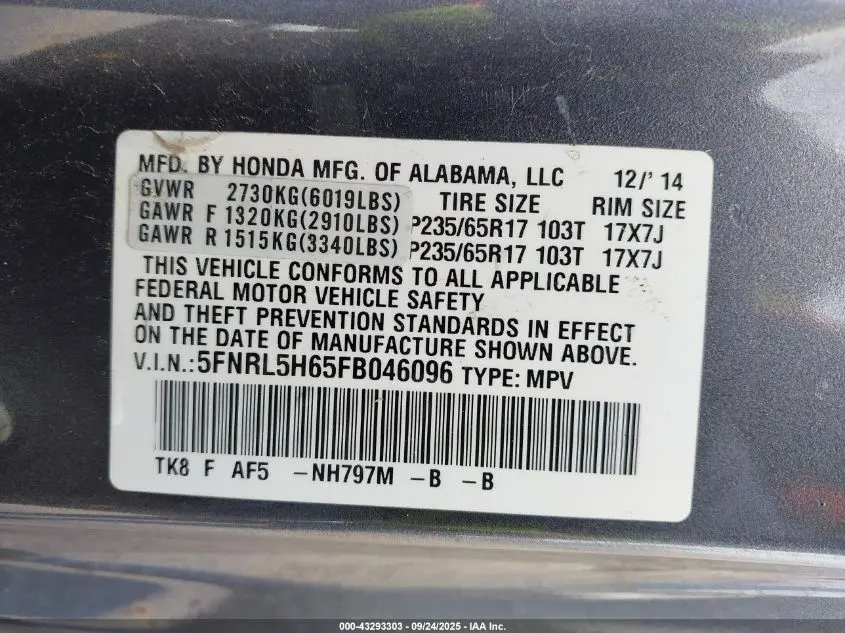 MFD. BY HONDA MFG. OF ALABAMA, LLC 12/'14
GVWR 2730KG(6019LBS) TIRE SIZE RIM SIZE
GAWR F 1320KG(2910LBS) P235/65R17 103T 17X7J
GAWR R 1515KG(3340LBS) P235/65R17 103T 17X7J
THIS VEHICLE CONFORMS TO ALL APPLICABLE
FEDERAL MOTOR VEHICLE SAFETY
AND THEFT PREVENTION STANDARDS IN EFFECT
ON THE DATE OF MANUFACTURE SHOWN ABOVE.
V.I.N.:5FNRL5H65FB046096 TYPE: MPV
TK8 F AF5 -NH797M -B -B
000-43293303 - 09/24/2025 - IAA Inc.